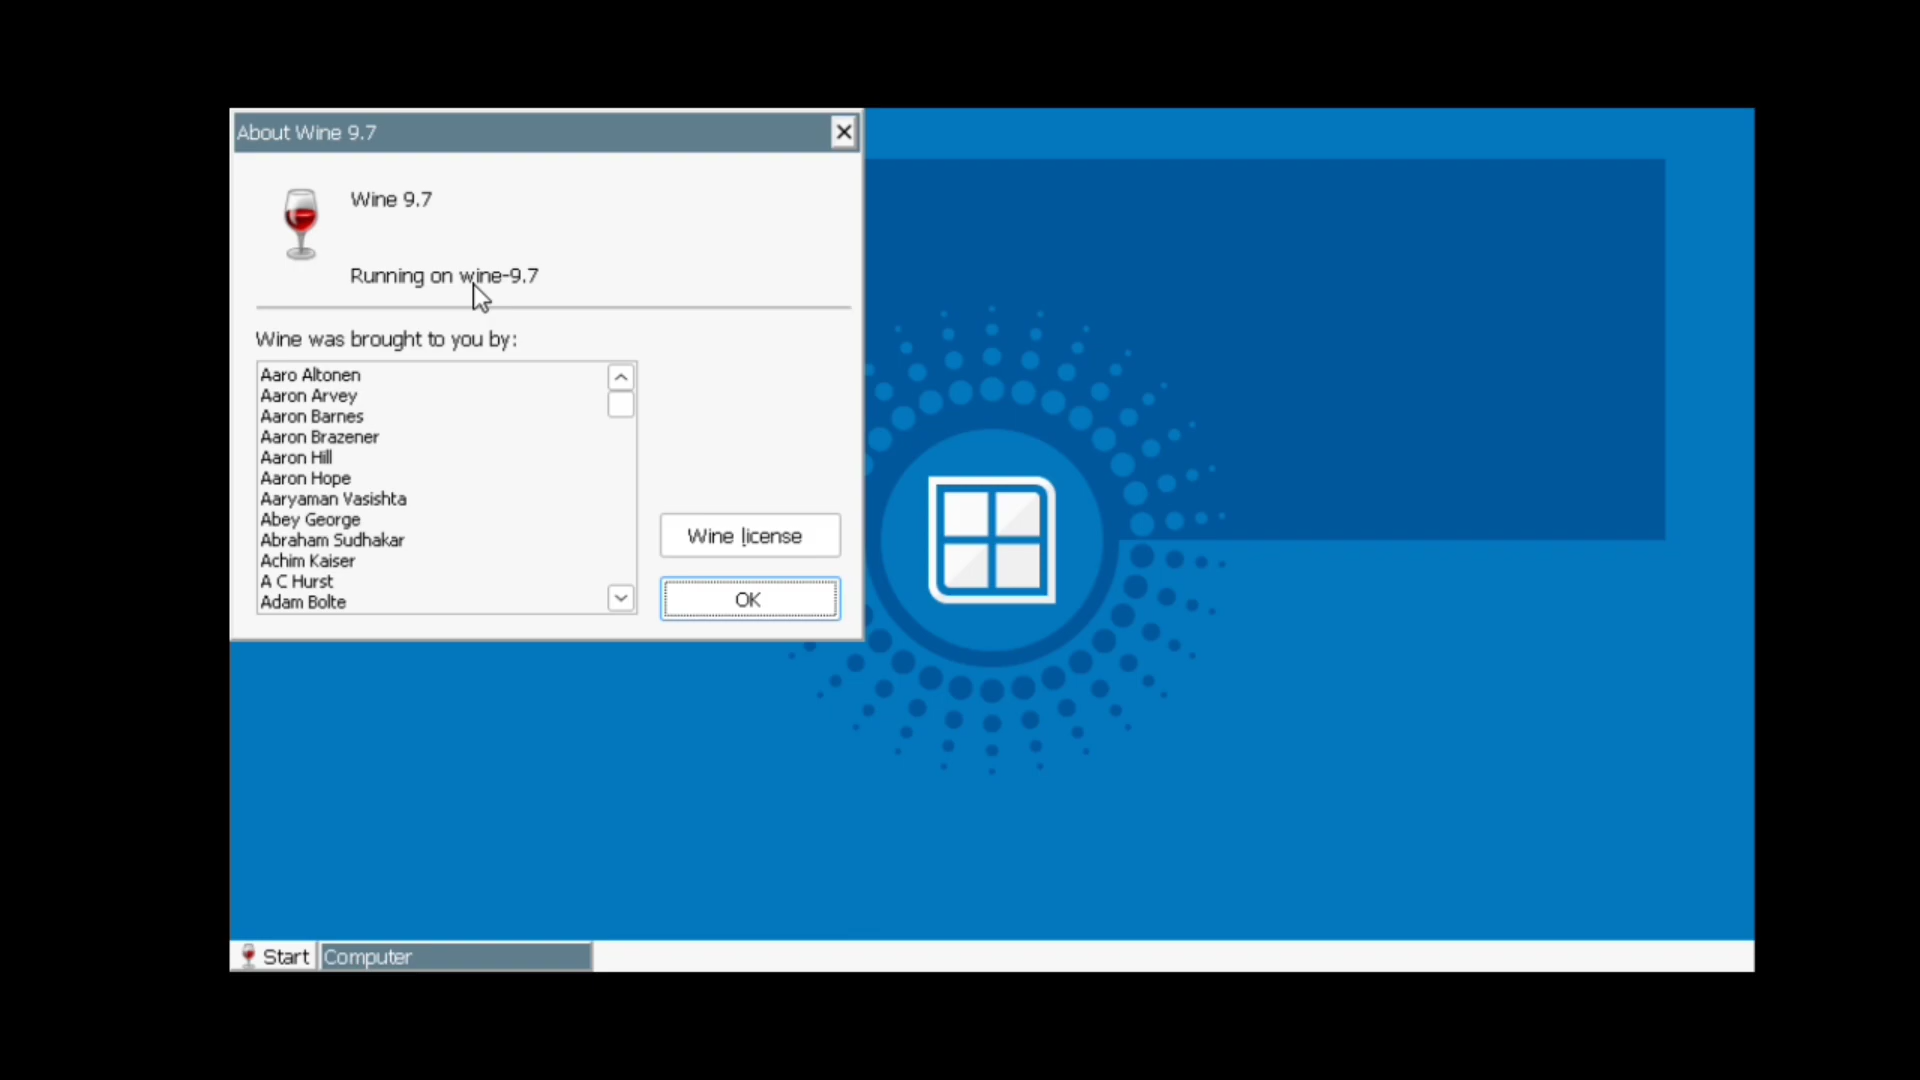 About Wine 9.7
Wine 9.7
Running on wine-9.7
Wine was brought to you by:
Aaro Altonen
Aaron Arvey
Aaron Barnes
Aaron Brazener
Aaron Hill
Aaron Hope
Aaryaman Vasishta
Abey George
Abraham Sudhakar
Achim Kaiser
A C Hurst
Adam Bolte
Wine license
OK
Start
Computer